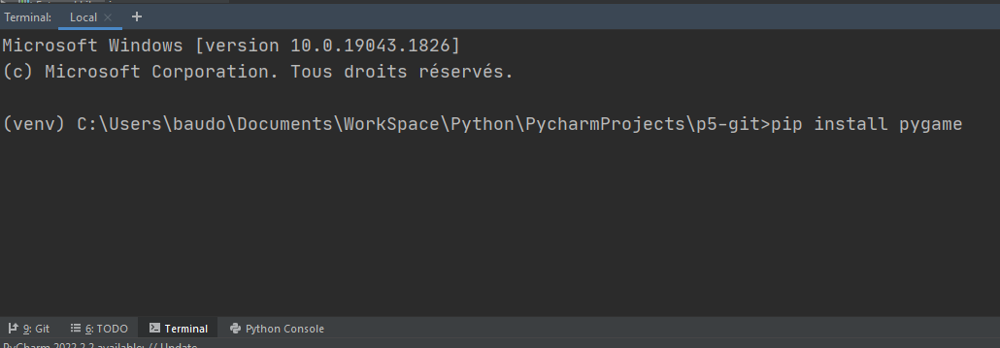 Terminal: Local × +
Microsoft Windows [version 10.0.19043.1826]
(c) Microsoft Corporation. Tous droits réservés.
(venv) C:\Users\baudo\Documents\WorkSpace\Python\PycharmProjects\p5-git>pip install pygame
9: Git 6: TODO Terminal Python Console
PyCharm 2022.2.2 available: // Update